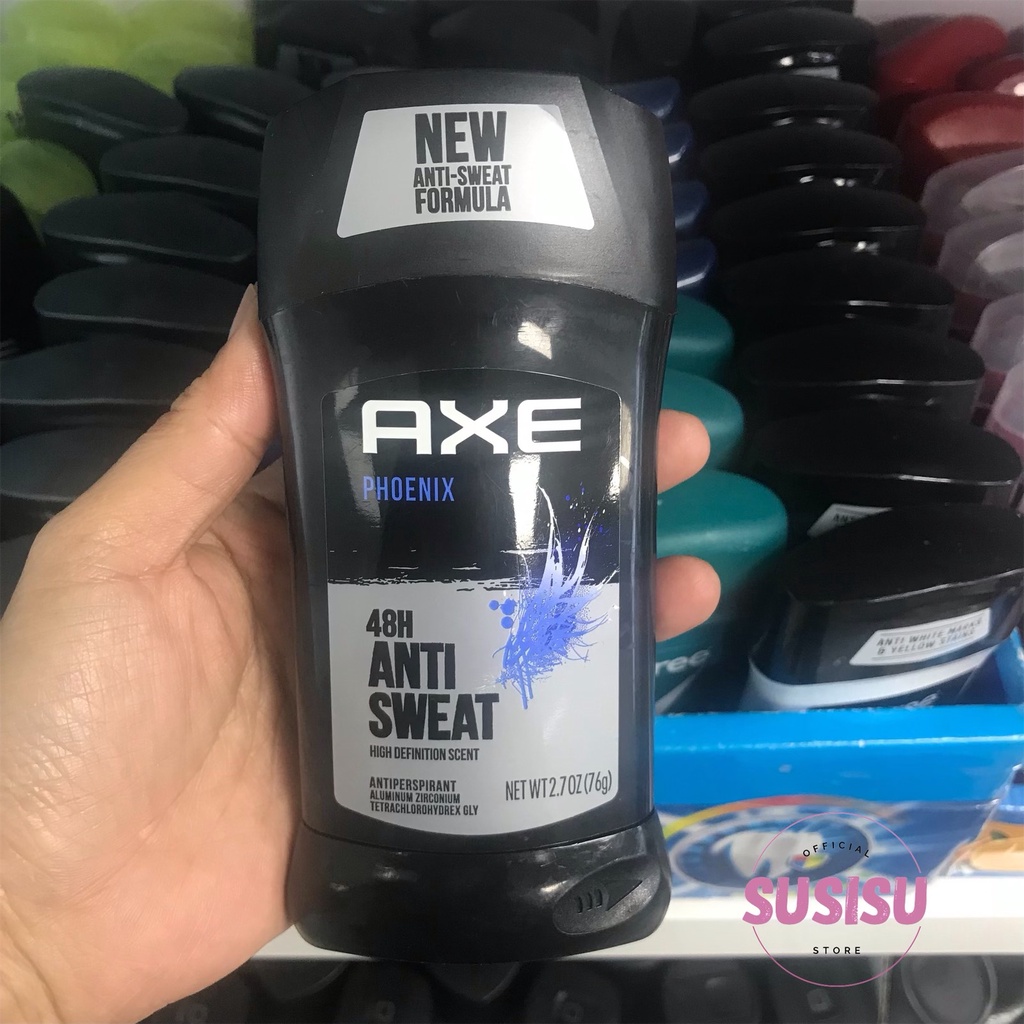 NEW
ANTI-SWEAT
FORMULA
AXE
PHOENIX
48H
ANTI
SWEAT
HIGH DEFINITION SCENT
ANTIPERSPIRANT
ALUMINUM ZIRCONIUM
TETRACHLOROHYDREX GLY
NET WT 2.7 OZ (76g)
ANTI WHITE MARKS
& YELLOW STAINS
OFFICIAL
SUSISU
STORE